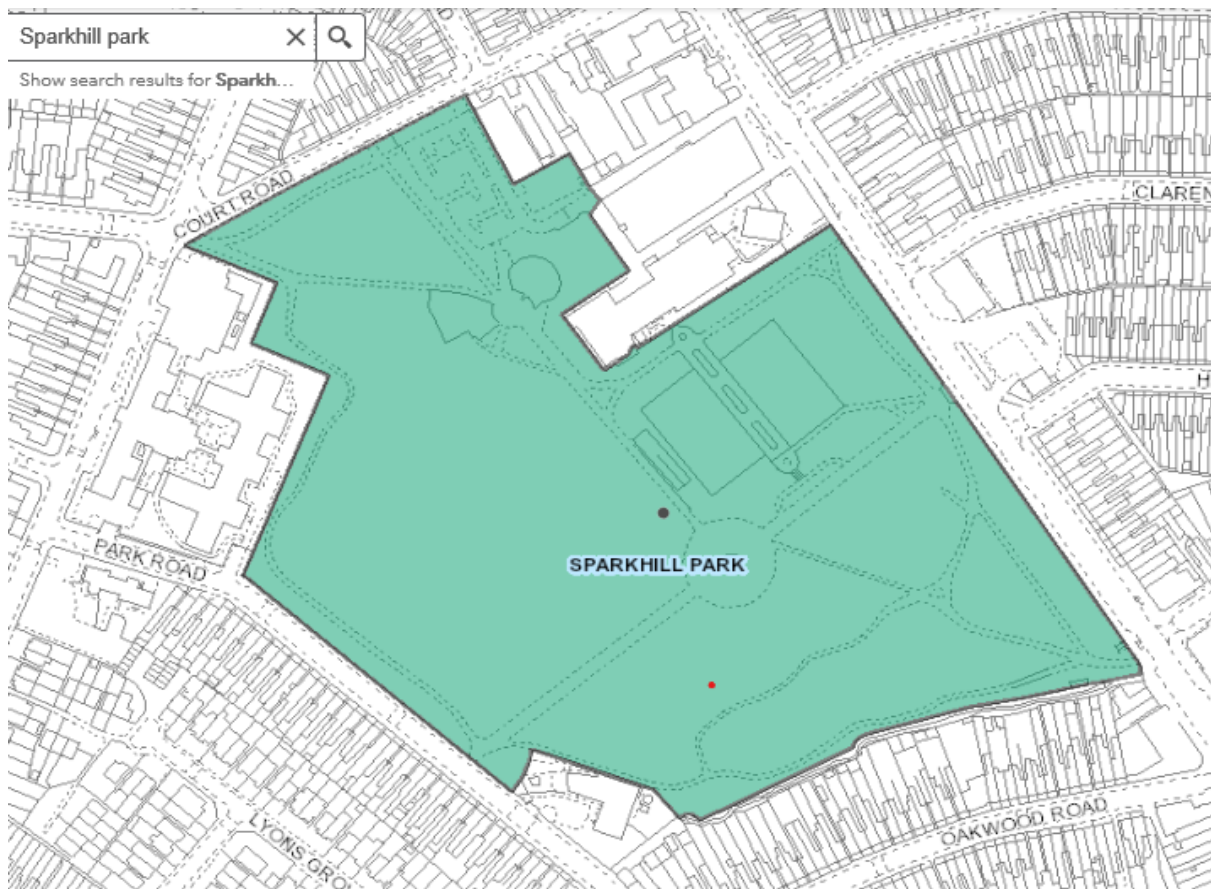 Sparkhill park
Show search results for Sparkh...
COURT ROAD
CLAREN
H
PARK ROAD
SPARKHILL PARK
LYONS GRO
OAKWOOD ROAD